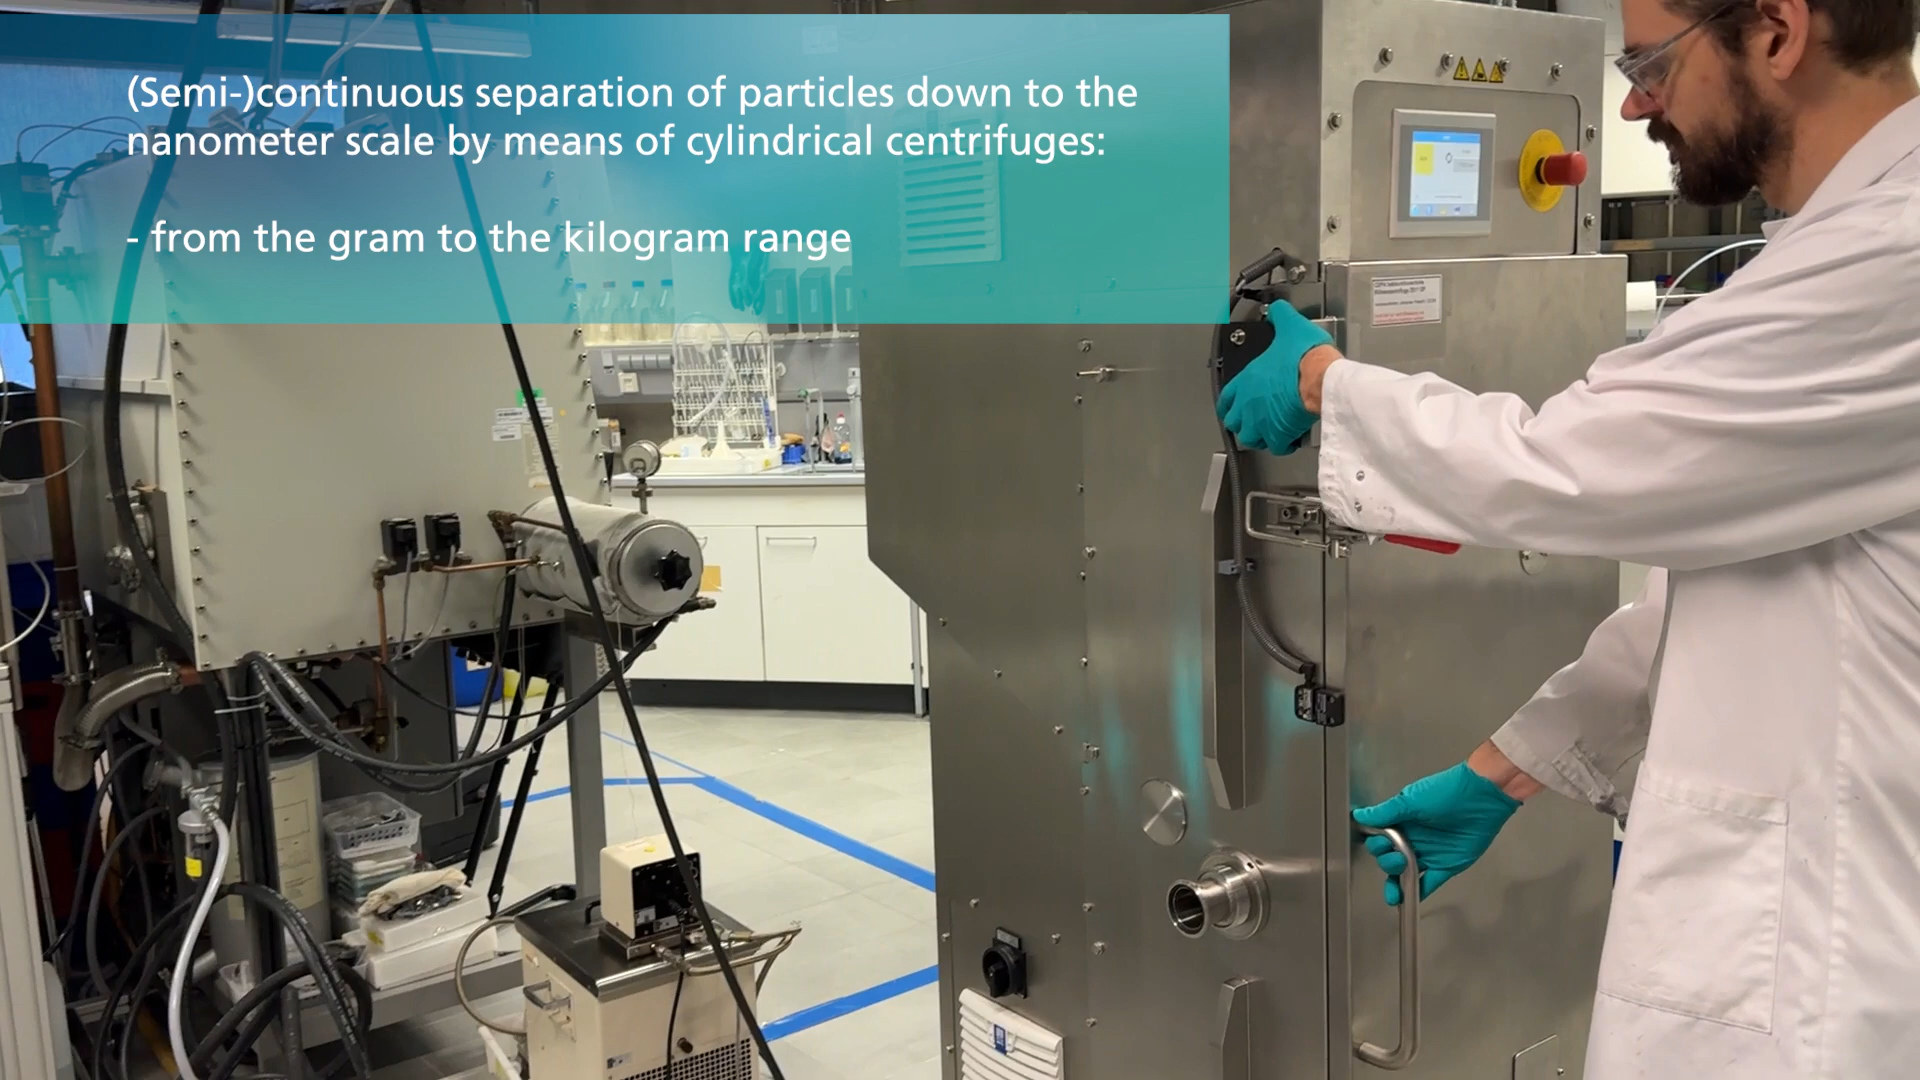 (Semi-)continuous separation of particles down to the
nanometer scale by means of cylindrical centrifuges:
- from the gram to the kilogram range